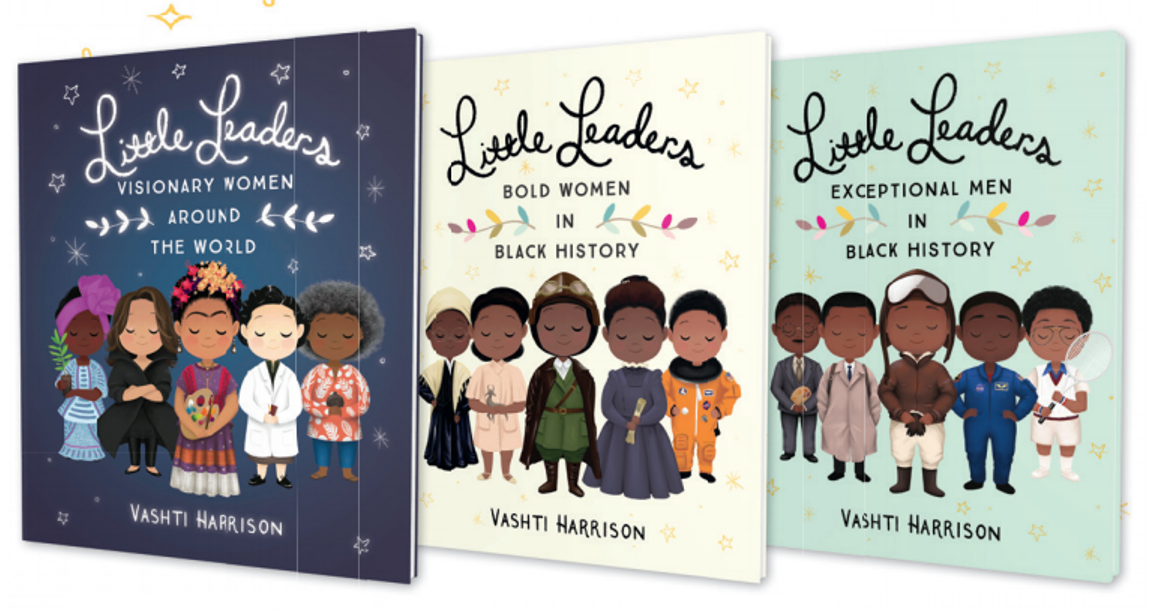 Little Leaders
VISIONARY WOMEN
AROUND
THE WORLD
VASHTI HARRISON
Little Leaders
BOLD WOMEN
IN
BLACK HISTORY
VASHTI HARRISON
Little Leaders
EXCEPTIONAL MEN
IN
BLACK HISTORY
VASHTI HARRISON